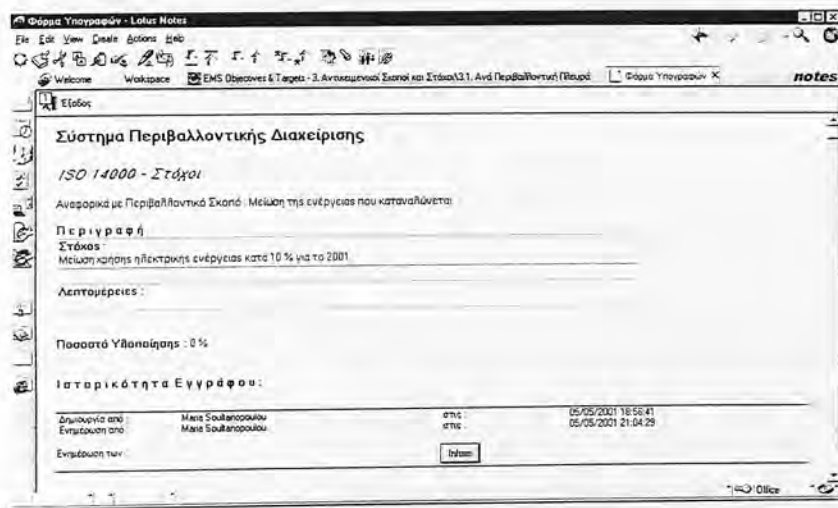 Φόρμα Υπογραφών - Lotus Notes
File Edit View Create Actions Help
Welcome Workspace EMS Objectives & Targets - 3. Αντικειμενικοί Σκοποί και Στόχοι\3.1. Ανά Περιβαλλοντική Πλευρά Φόρμα Υπογραφών X notes
Έξοδος
Σύστημα Περιβαλλοντικής Διαχείρισης
ISO 14000 - Στόχοι
Αναφορικά με Περιβαλλοντικό Σκοπό : Μείωση της ενέργειας που καταναλώνεται
Περιγραφή
Στόχος :
Μείωση χρήσης ηλεκτρικής ενέργειας κατά 10 % για το 2001
Λεπτομέρειες :
Ποσοστό Υλοποίησης : 0 %
Ιστορικότητα Εγγράφου :
Δημιουργία από : Maria Soultanopoulou στις : 05/05/2001 18:56:41
Ενημέρωση από : Maria Soultanopoulou στις : 05/05/2001 21:04:29
Ενημέρωση των : Inform
Office